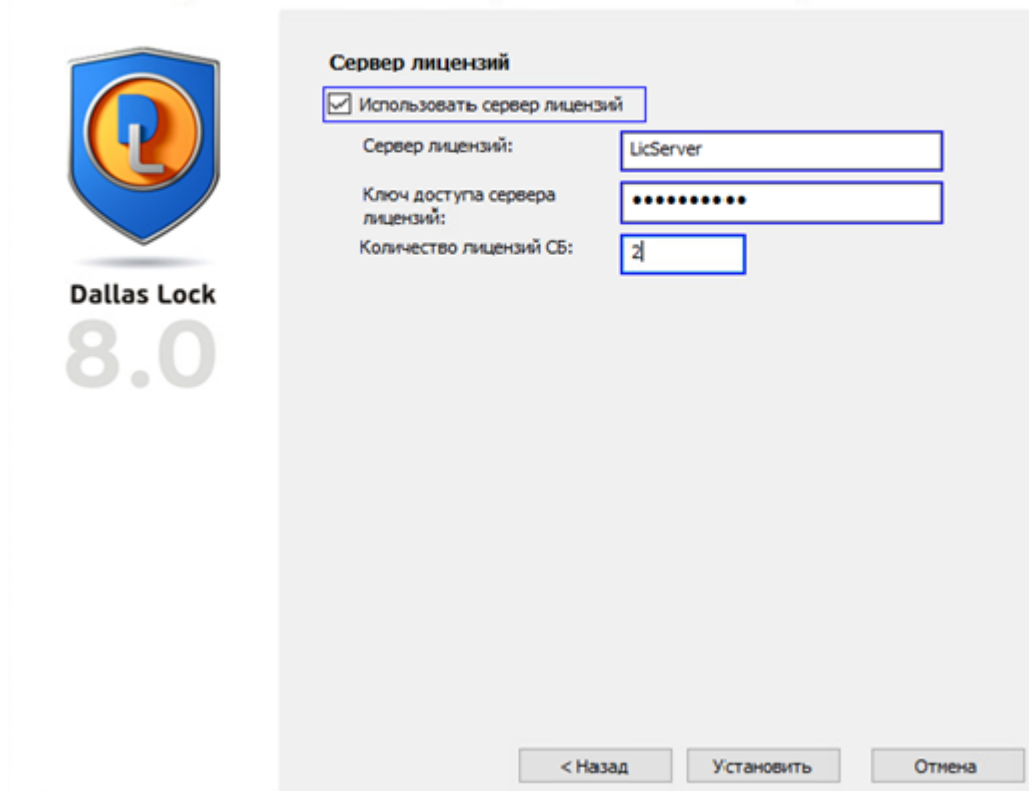 Сервер лицензий
Использовать сервер лицензий
Сервер лицензий: LicServer
Ключ доступа сервера
лицензий: ••••••••••
Количество лицензий СБ: 2
DL
Dallas Lock
8.0
< Назад Установить Отмена